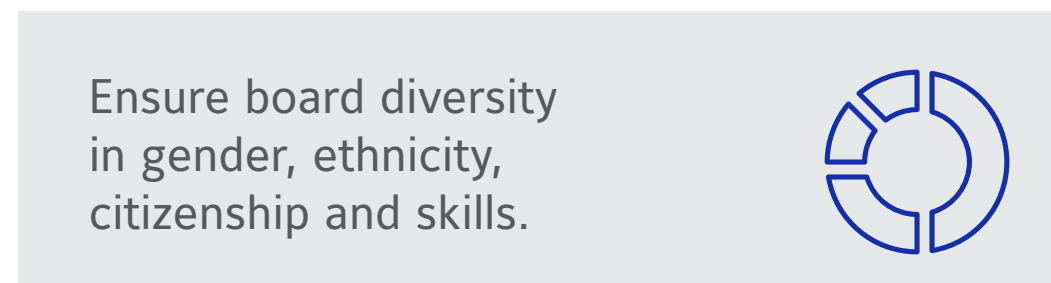 Ensure board diversity
in gender, ethnicity,
citizenship and skills.